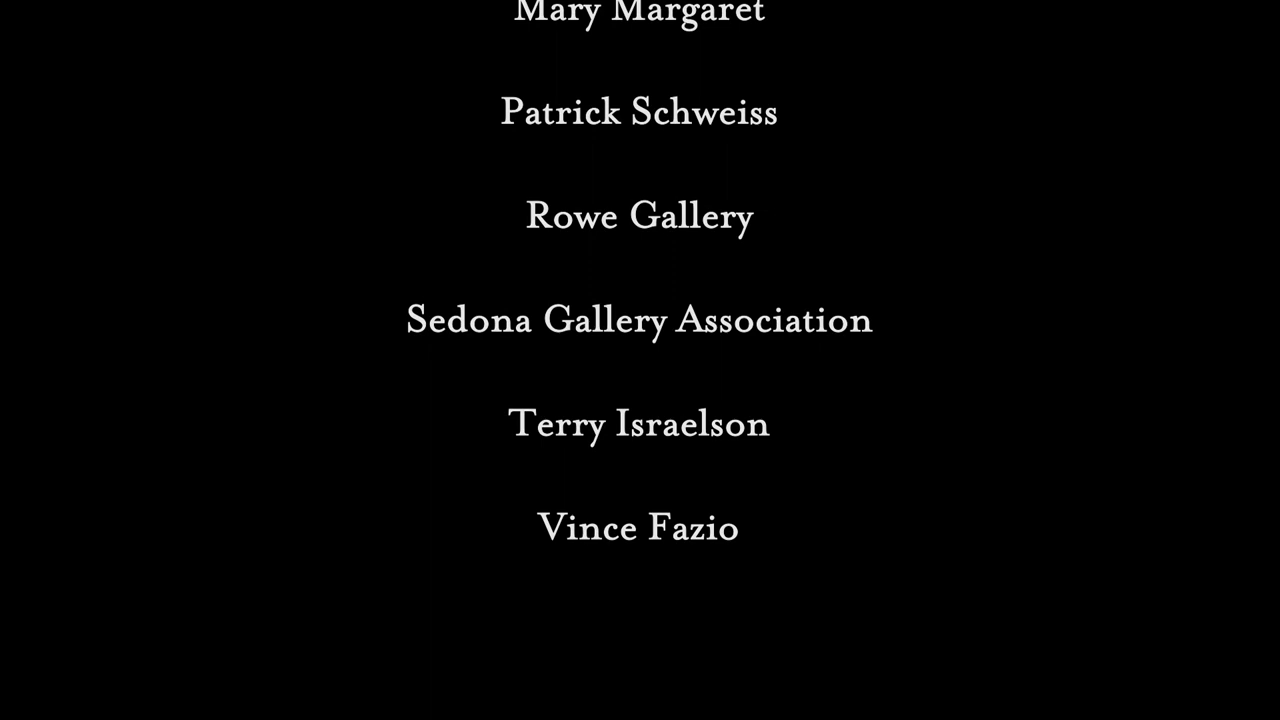 Mary Margaret
Patrick Schweiss
Rowe Gallery
Sedona Gallery Association
Terry Israelson
Vince Fazio